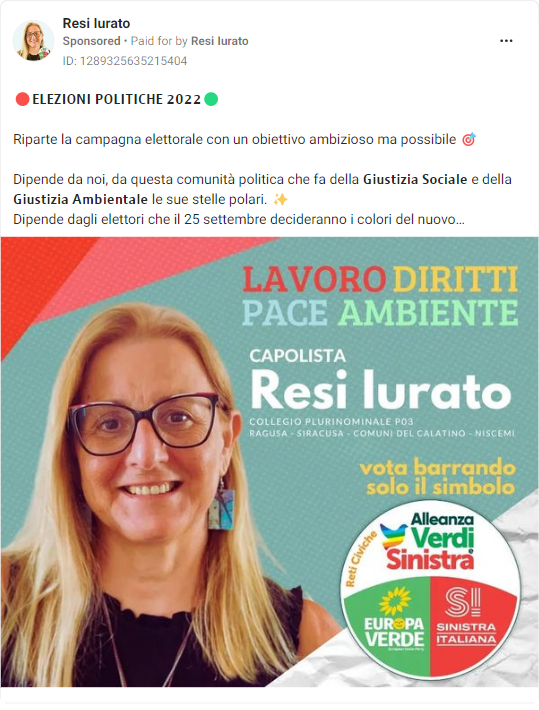 Resi Iurato
Sponsored • Paid for by Resi Iurato
ID: 1289325635215404
🔴ELEZIONI POLITICHE 2022🟢
Riparte la campagna elettorale con un obiettivo ambizioso ma possibile 🎯
Dipende da noi, da questa comunità politica che fa della Giustizia Sociale e della
Giustizia Ambientale le sue stelle polari. ✨
Dipende dagli elettori che il 25 settembre decideranno i colori del nuovo…
LAVORO DIRITTI
PACE AMBIENTE
CAPOLISTA
Resi Iurato
COLLEGIO PLURINOMINALE P03
RAGUSA - SIRACUSA - COMUNI DEL CALATINO - NISCEMI
vota barrando
solo il simbolo
Alleanza
Verdi
e
Sinistra
Reti Civiche
EUROPA
VERDE
SI
SINISTRA
ITALIANA